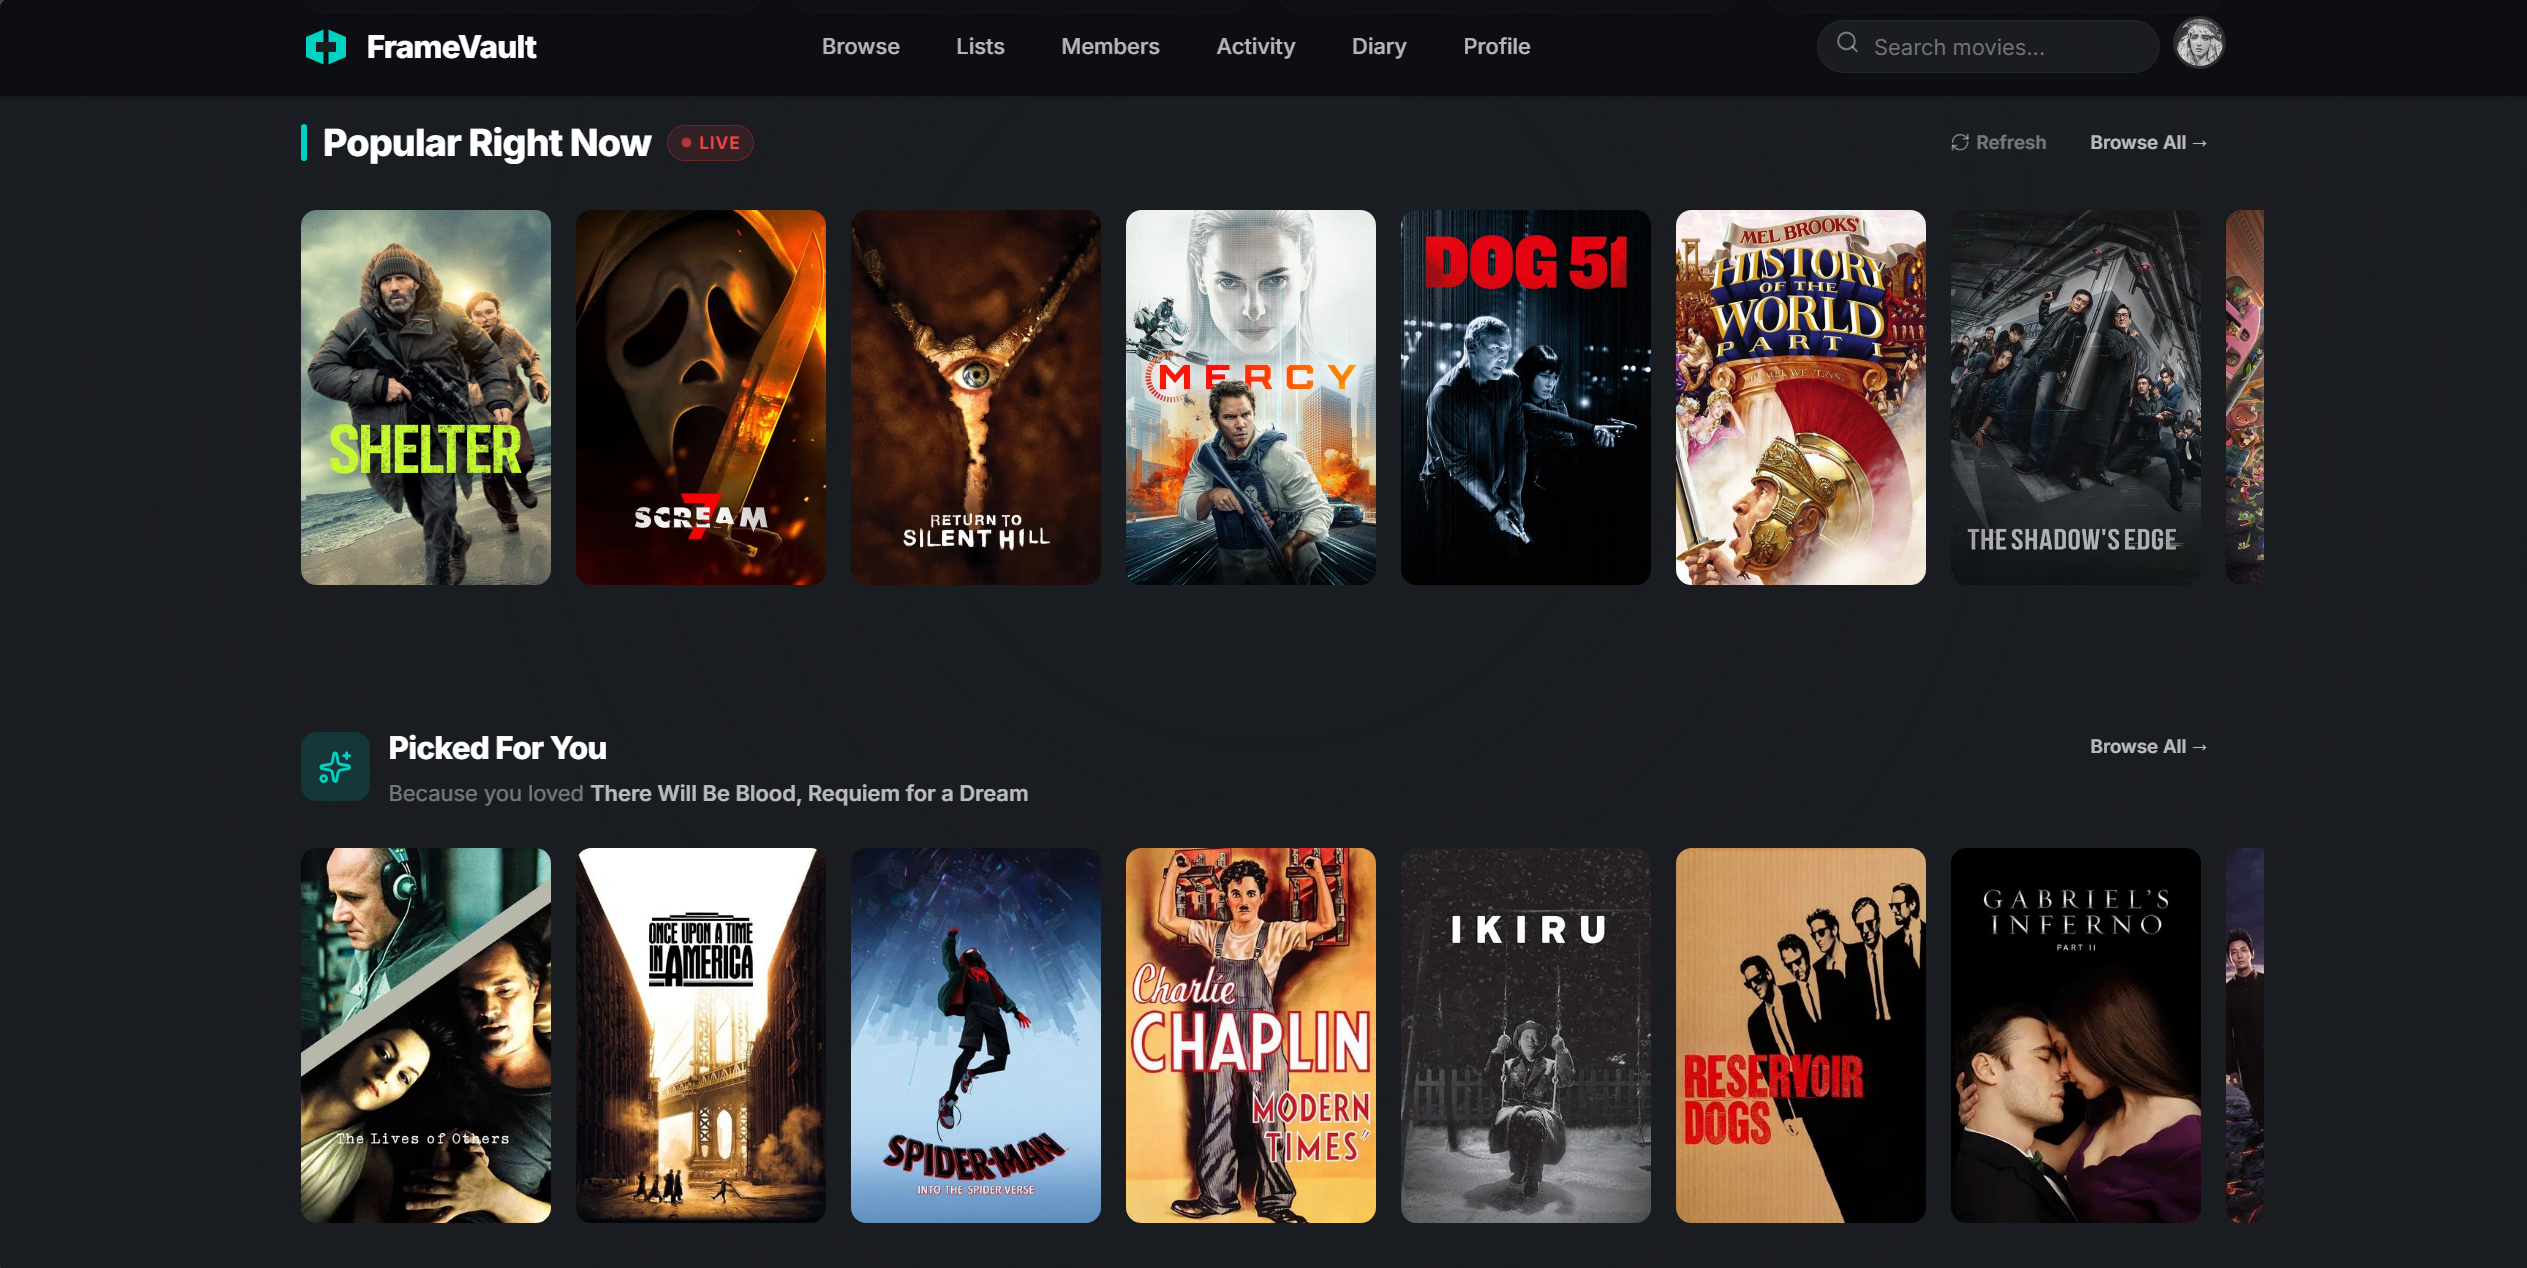 FrameVault
Browse
Lists
Members
Activity
Diary
Profile
Search movies...
Popular Right Now
LIVE
Refresh
Browse All →
SHELTER
SCREAM
7
RETURN TO
SILENT HILL
MERCY
DOG 51
MEL BROOKS'
HISTORY
OF THE
WORLD
PART I
THE SHADOW'S EDGE
Picked For You
Browse All →
Because you loved There Will Be Blood, Requiem for a Dream
The Lives of Others
ONCE UPON A TIME
IN AMERICA
SPIDER-MAN
INTO THE SPIDER-VERSE
Charlie
CHAPLIN
"MODERN
TIMES"
IKIRU
RESERVOIR
DOGS
GABRIEL'S
INFERNO
PART II